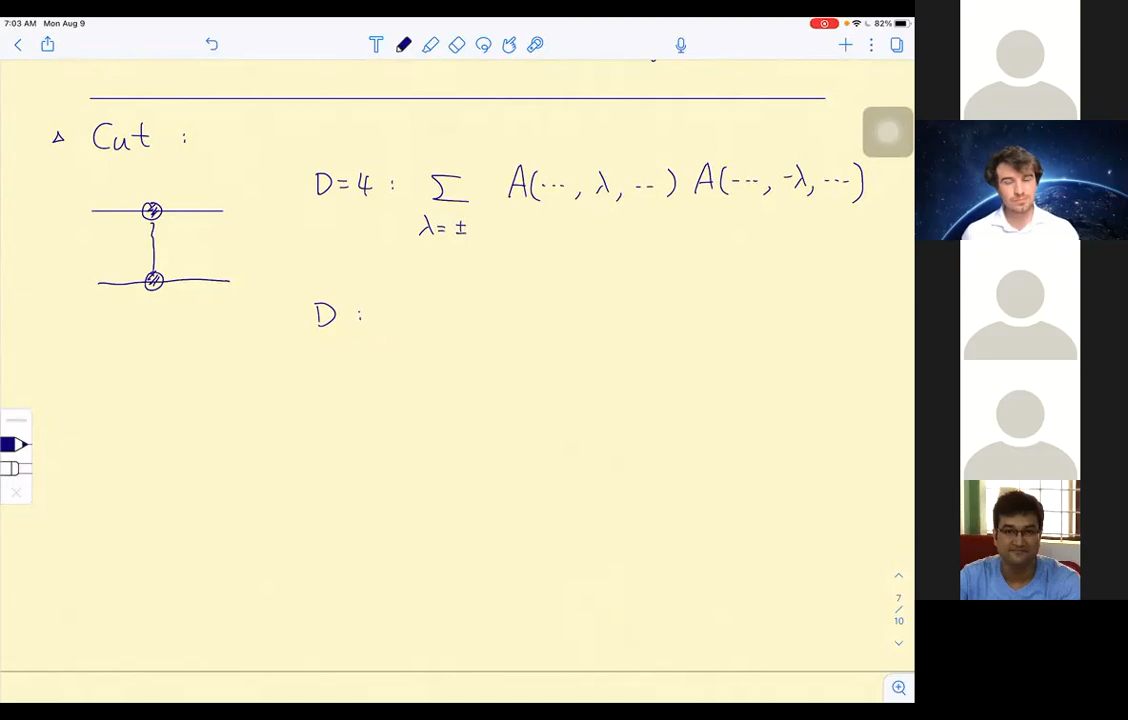 7:03 AM Mon Aug 9
82%
T
△ Cut :
D=4 : ∑ A(··· , λ, ·· ) A(··· , -λ, ···)
λ = ±
D :
7
/
10